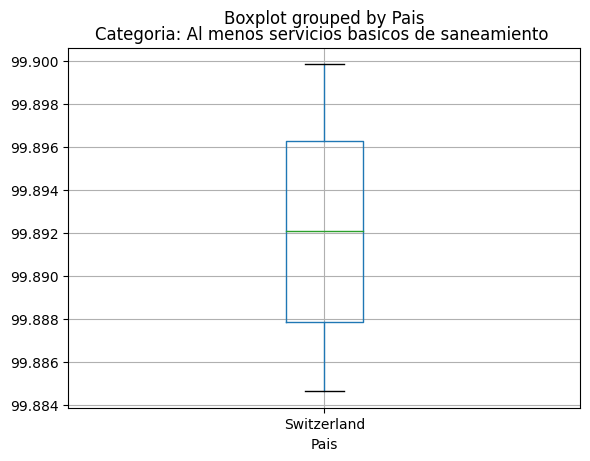 Boxplot grouped by Pais
Categoria: Al menos servicios basicos de saneamiento
99.900
99.898
99.896
99.894
99.892
99.890
99.888
99.886
99.884
Switzerland
Pais